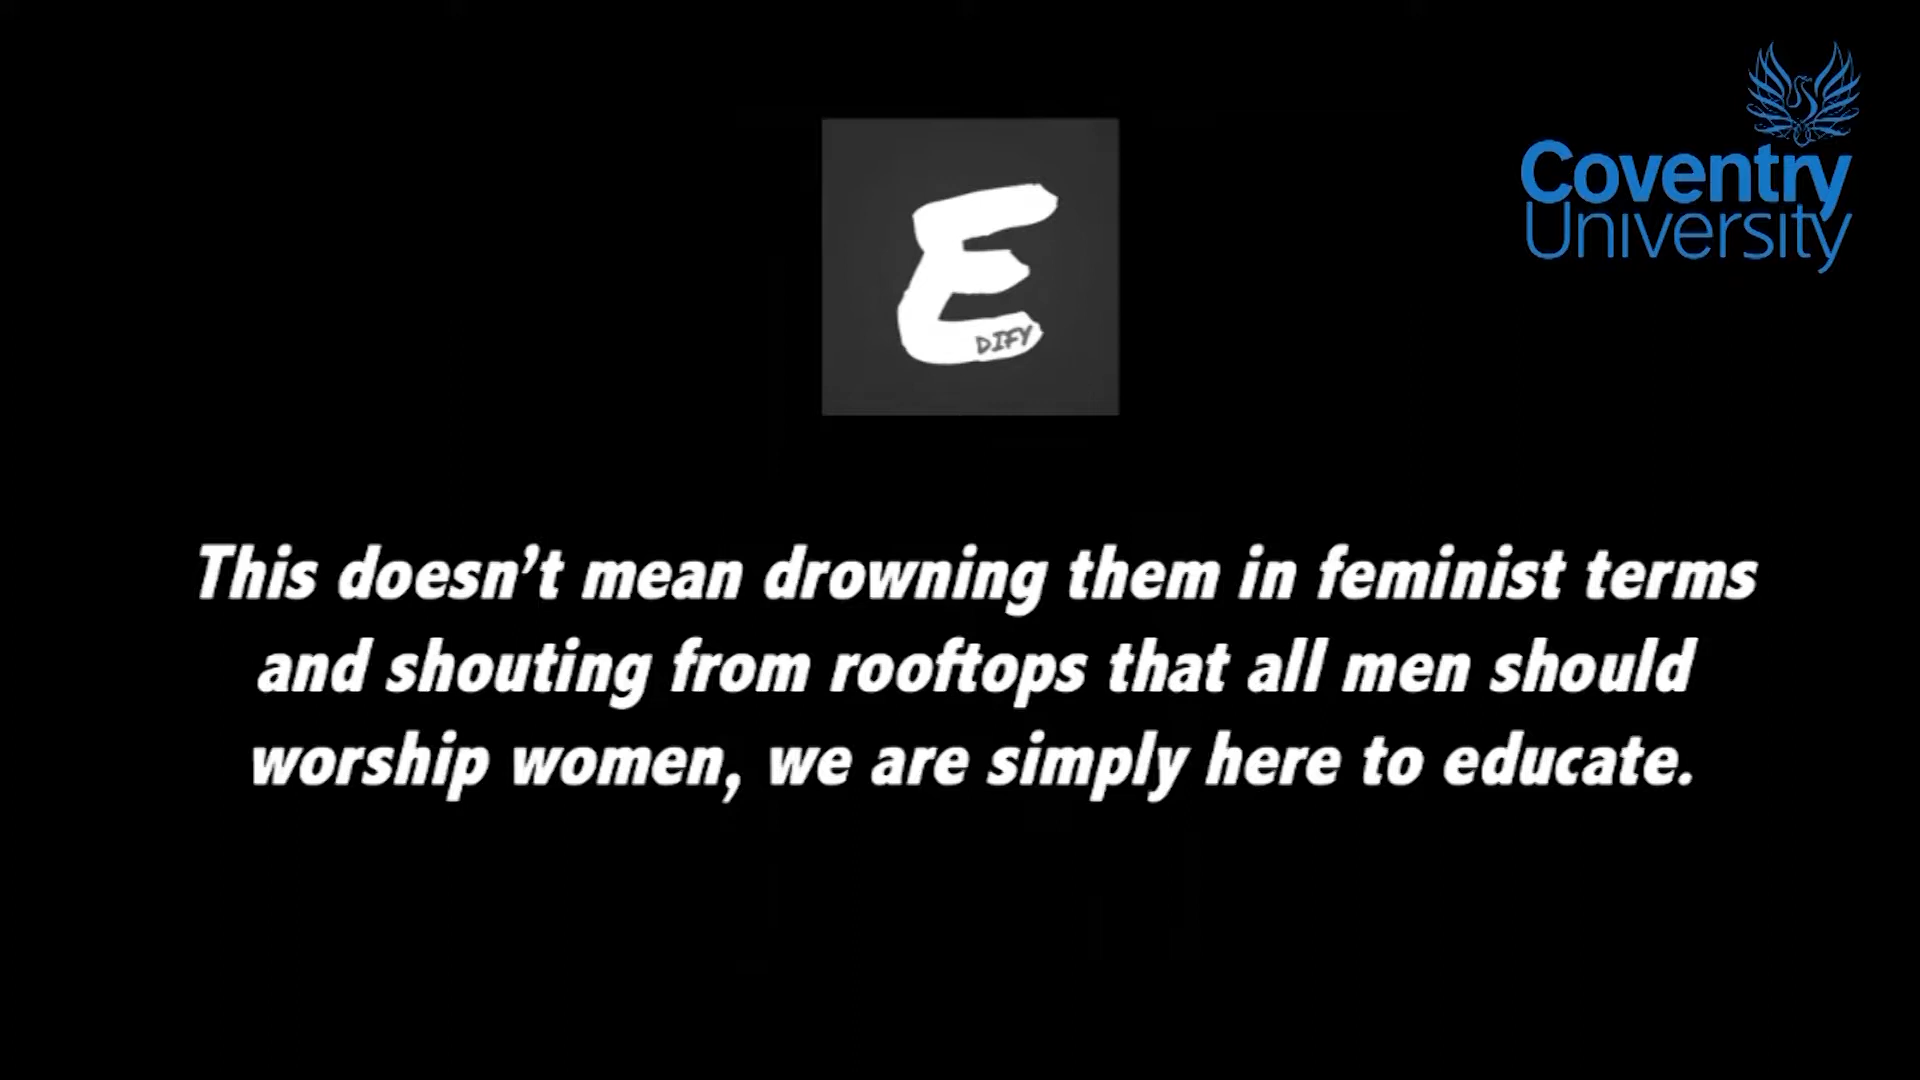 Coventry
University
E
DIFY
This doesn’t mean drowning them in feminist terms
and shouting from rooftops that all men should
worship women, we are simply here to educate.